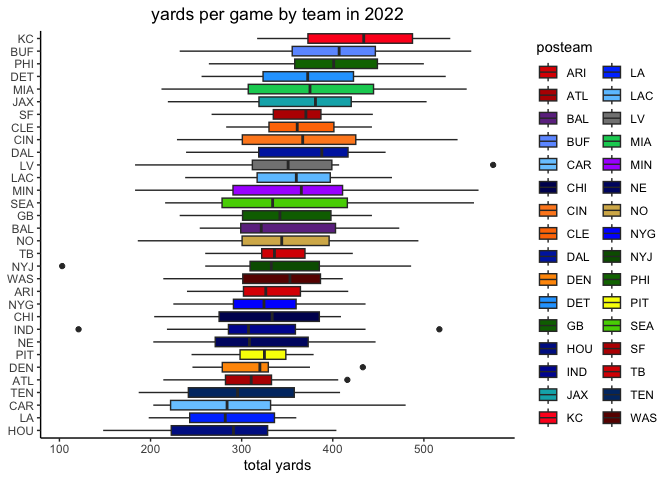 yards per game by team in 2022
KC
BUF
PHI
DET
MIA
JAX
SF
CLE
CIN
DAL
LV
LAC
MIN
SEA
GB
BAL
NO
TB
NYJ
WAS
ARI
NYG
CHI
IND
NE
PIT
DEN
ATL
TEN
CAR
LA
HOU
100 200 300 400 500
total yards
posteam
ARI LA
ATL LAC
BAL LV
BUF MIA
CAR MIN
CHI NE
CIN NO
CLE NYG
DAL NYJ
DEN PHI
DET PIT
GB SEA
HOU SF
IND TB
JAX TEN
KC WAS